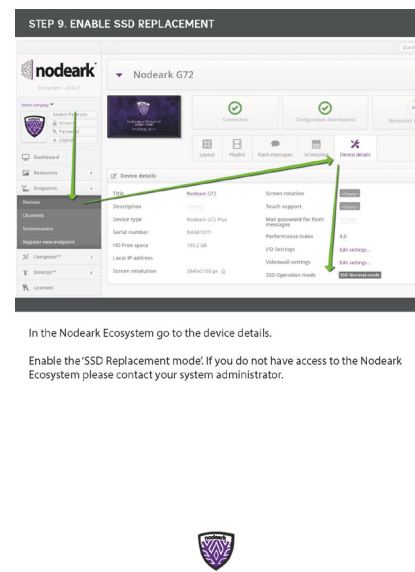 STEP 9. ENABLE SSD REPLACEMENT
Quick
nodeark
Ecosystem - 2022.1
Nodeark G72
Connected
Configuration downloaded
Layout
Playlist
Flash messages
Scheduling
Device details
Dashboard
Resources
Endpoints
Devices
Channels
Screensavers
Register new endpoint
Composer™
Director™
Licenses
Device details
Title Nodeark G72
Description
Device type Nodeark G72 Plus
Serial number
HD Free space 195.2 GB
Local IP address
Screen resolution 3840x2160 px
Screen rotation <Empty>
Touch support <Empty>
Mail password for flash
messages
Performance index 4.0
I/O Settings Edit settings...
Videowall settings Edit settings...
SSD Operation mode SSD Normal mode
In the Nodeark Ecosystem go to the device details.
Enable the 'SSD Replacement mode'. If you do not have access to the Nodeark
Ecosystem please contact your system administrator.